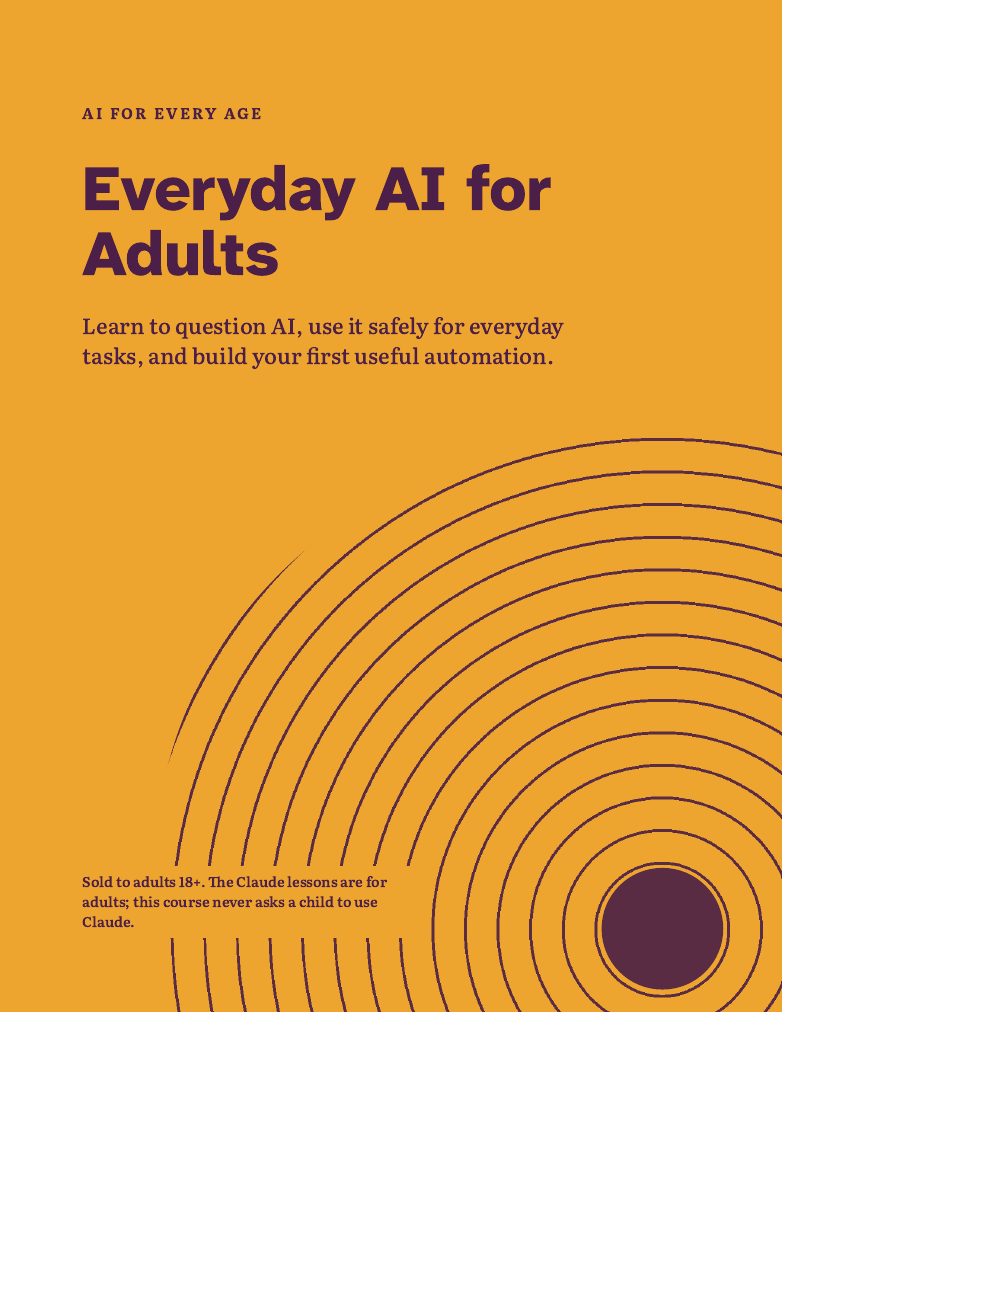 AI FOR EVERY AGE
Everyday AI for
Adults
Learn to question AI, use it safely for everyday
tasks, and build your first useful automation.
Sold to adults 18+. The Claude lessons are for
adults; this course never asks a child to use
Claude.